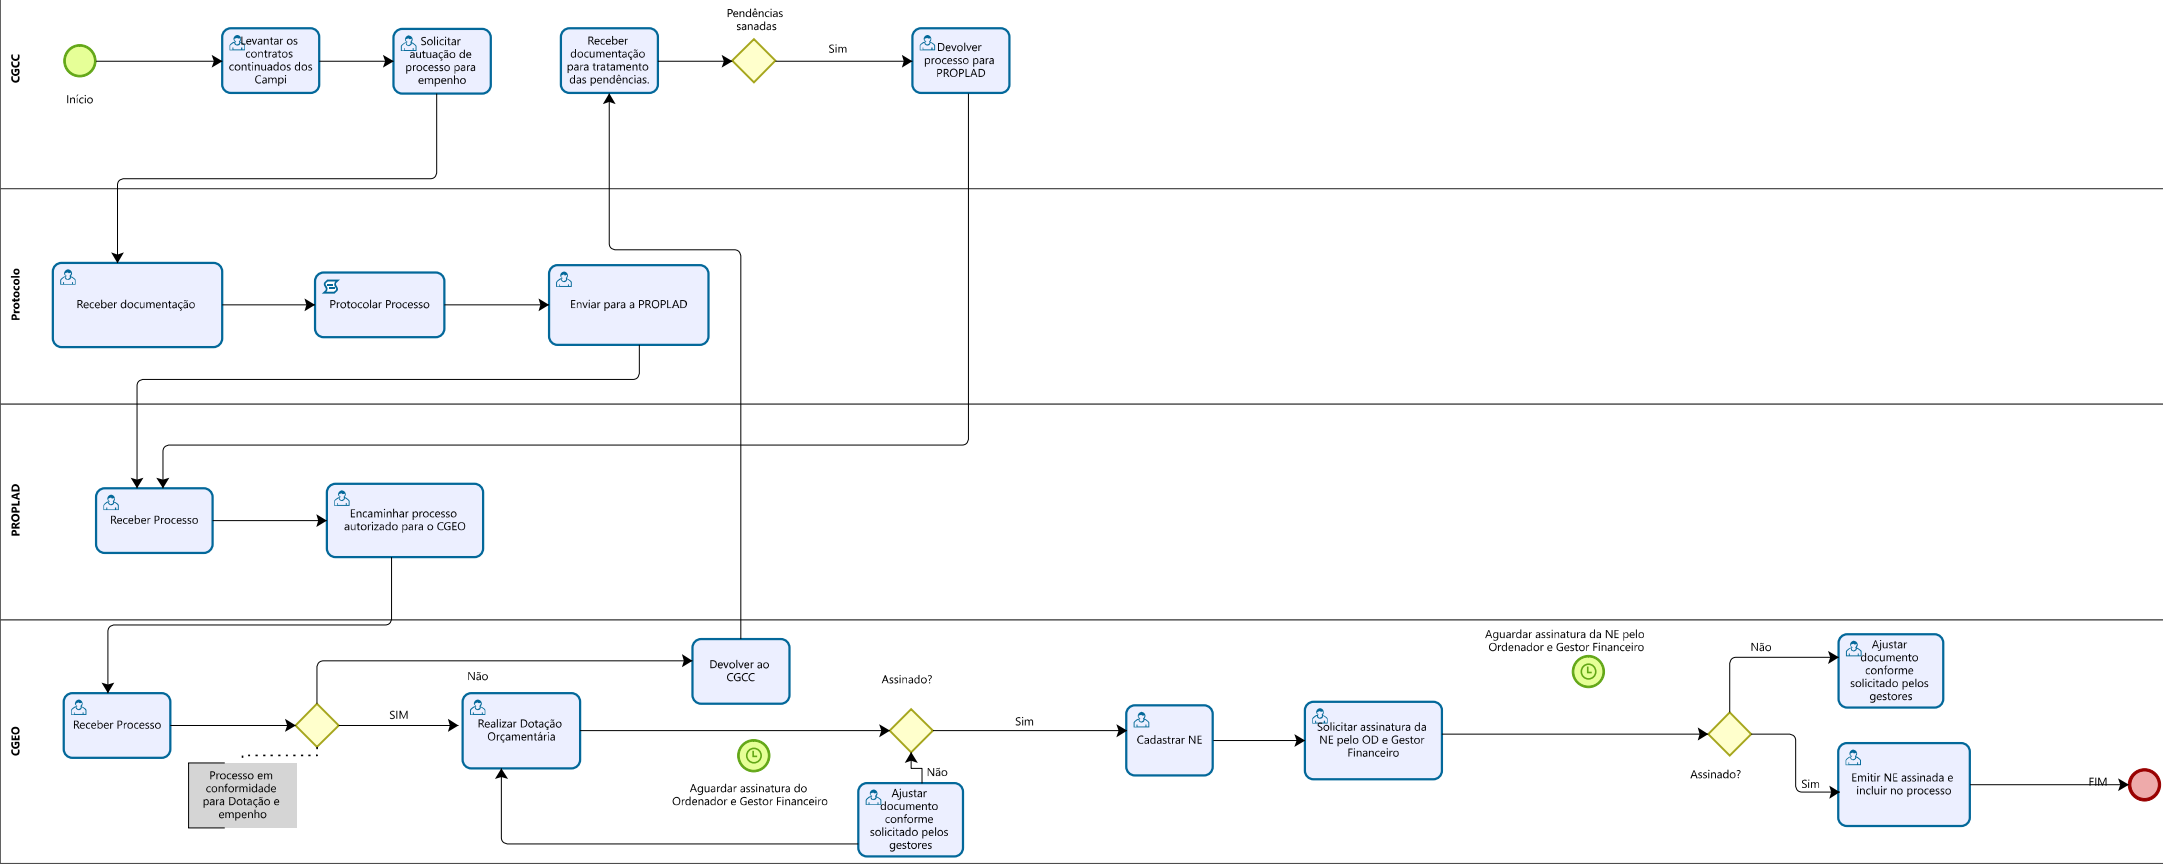 CGCC
Início
Levantar os
contratos
continuados dos
Campi
Solicitar
autuação de
processo para
empenho
Receber
documentação
para tratamento
das pendências.
Pendências
sanadas
Sim
Devolver
processo para
PROPLAD
Protocolo
Receber documentação
Protocolar Processo
Enviar para a PROPLAD
PROPLAD
Receber Processo
Encaminhar processo
autorizado para o CGEO
CGEO
Receber Processo
Processo em
conformidade
para Dotação e
empenho
SIM
Não
Realizar Dotação
Orçamentária
Devolver ao
CGCC
Aguardar assinatura do
Ordenador e Gestor Financeiro
Assinado?
Não
Ajustar
documento
conforme
solicitado pelos
gestores
Sim
Cadastrar NE
Solicitar assinatura da
NE pelo OD e Gestor
Financeiro
Aguardar assinatura da NE pelo
Ordenador e Gestor Financeiro
Assinado?
Não
Ajustar
documento
conforme
solicitado pelos
gestores
Sim
Emitir NE assinada e
incluir no processo
FIM